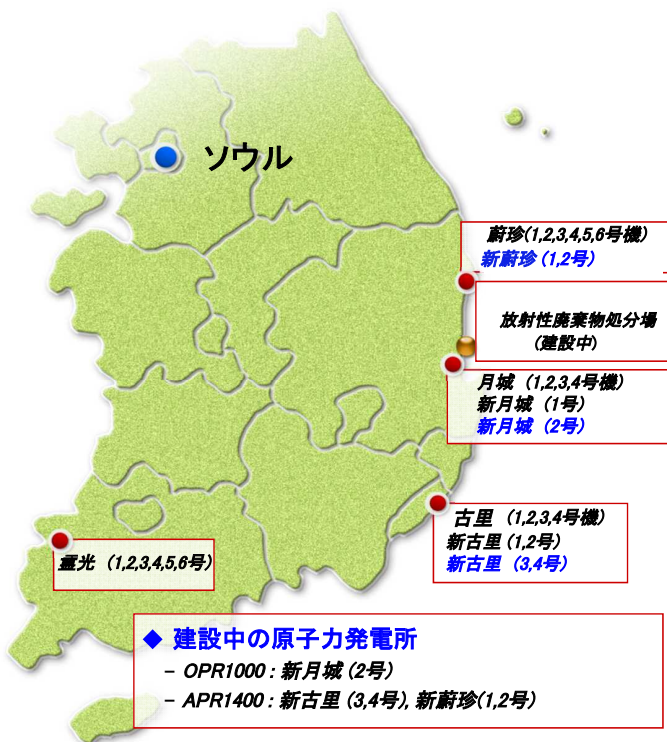 ソウル
蔚珍(1,2,3,4,5,6号機)
新蔚珍 (1,2号)
放射性廃棄物処分場
(建設中)
月城 (1,2,3,4号機)
新月城 (1号)
新月城 (2号)
古里 (1,2,3,4号機)
新古里 (1,2号)
新古里 (3,4号)
霊光 (1,2,3,4,5,6号)
◆ 建設中の原子力発電所
– OPR1000 : 新月城 (2号)
– APR1400 : 新古里 (3,4号), 新蔚珍(1,2号)